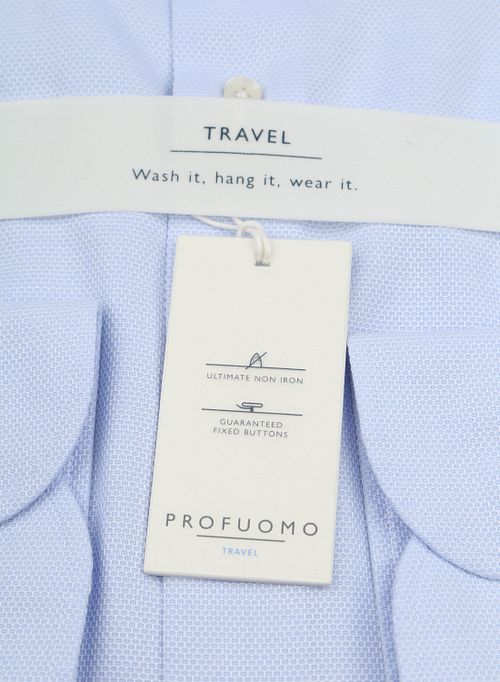 TRAVEL
Wash it, hang it, wear it.
ULTIMATE NON IRON
GUARANTEED
FIXED BUTTONS
PROFUOMO
TRAVEL